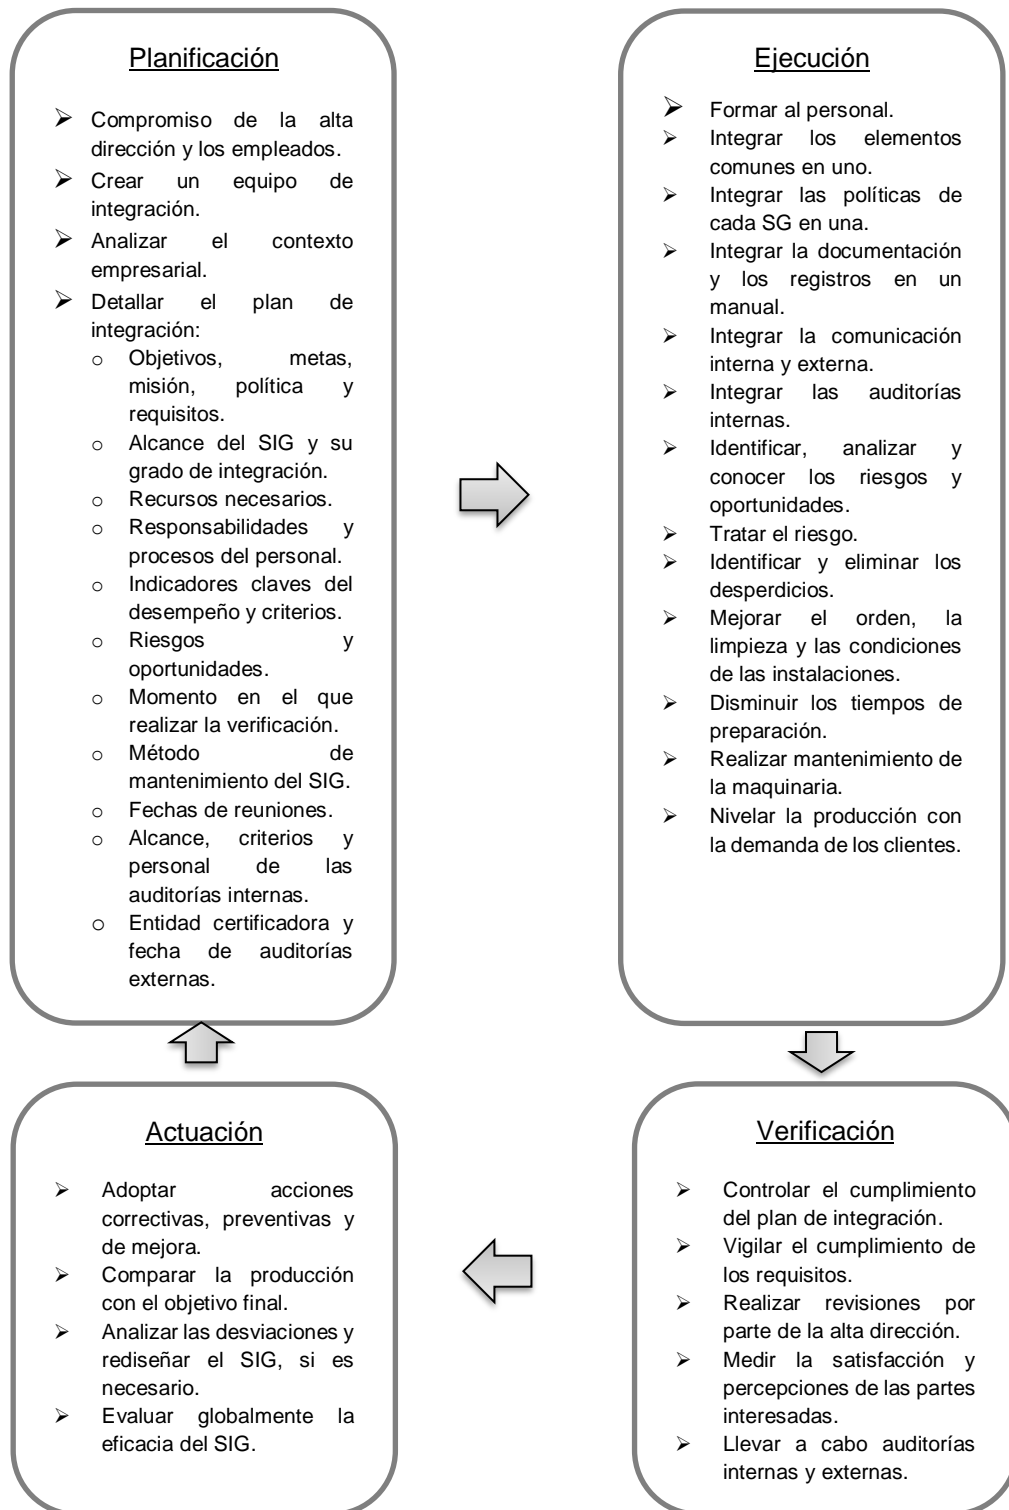 Planificación
➢ Compromiso de la alta
dirección y los empleados.
➢ Crear un equipo de
integración.
➢ Analizar el contexto
empresarial.
➢ Detallar el plan de
integración:
o Objetivos, metas,
misión, política y
requisitos.
o Alcance del SIG y su
grado de integración.
o Recursos necesarios.
o Responsabilidades y
procesos del personal.
o Indicadores claves del
desempeño y criterios.
o Riesgos y
oportunidades.
o Momento en el que
realizar la verificación.
o Método de
mantenimiento del SIG.
o Fechas de reuniones.
o Alcance, criterios y
personal de las
auditorías internas.
o Entidad certificadora y
fecha de auditorías
externas.
Ejecución
➢ Formar al personal.
➢ Integrar los elementos
comunes en uno.
➢ Integrar las políticas de
cada SG en una.
➢ Integrar la documentación
y los registros en un
manual.
➢ Integrar la comunicación
interna y externa.
➢ Integrar las auditorías
internas.
➢ Identificar, analizar y
conocer los riesgos y
oportunidades.
➢ Tratar el riesgo.
➢ Identificar y eliminar los
desperdicios.
➢ Mejorar el orden, la
limpieza y las condiciones
de las instalaciones.
➢ Disminuir los tiempos de
preparación.
➢ Realizar mantenimiento de
la maquinaria.
➢ Nivelar la producción con
la demanda de los clientes.
Actuación
➢ Adoptar acciones
correctivas, preventivas y
de mejora.
➢ Comparar la producción
con el objetivo final.
➢ Analizar las desviaciones y
rediseñar el SIG, si es
necesario.
➢ Evaluar globalmente la
eficacia del SIG.
Verificación
➢ Controlar el cumplimiento
del plan de integración.
➢ Vigilar el cumplimiento de
los requisitos.
➢ Realizar revisiones por
parte de la alta dirección.
➢ Medir la satisfacción y
percepciones de las partes
interesadas.
➢ Llevar a cabo auditorías
internas y externas.